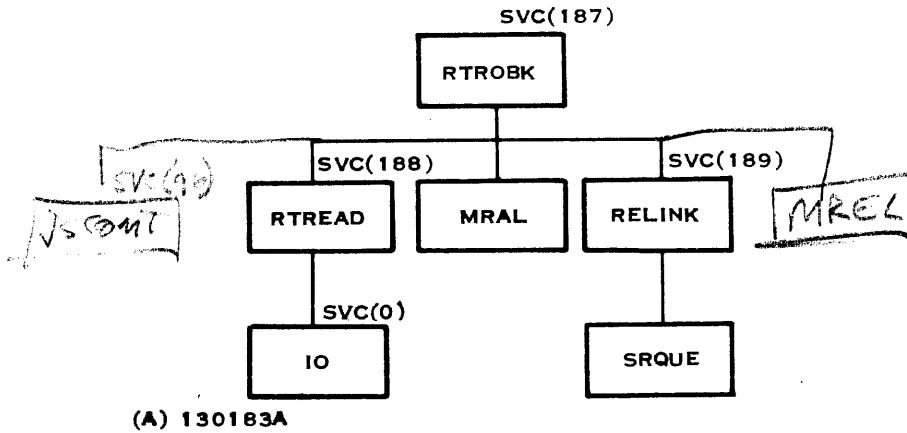 SVC(187)
RTROBK
SVC(188)
SVC(189)
RTREAD
MRAL
RELINK
MREL
SVC(0)
IO
SRQUE
(A) 130183A